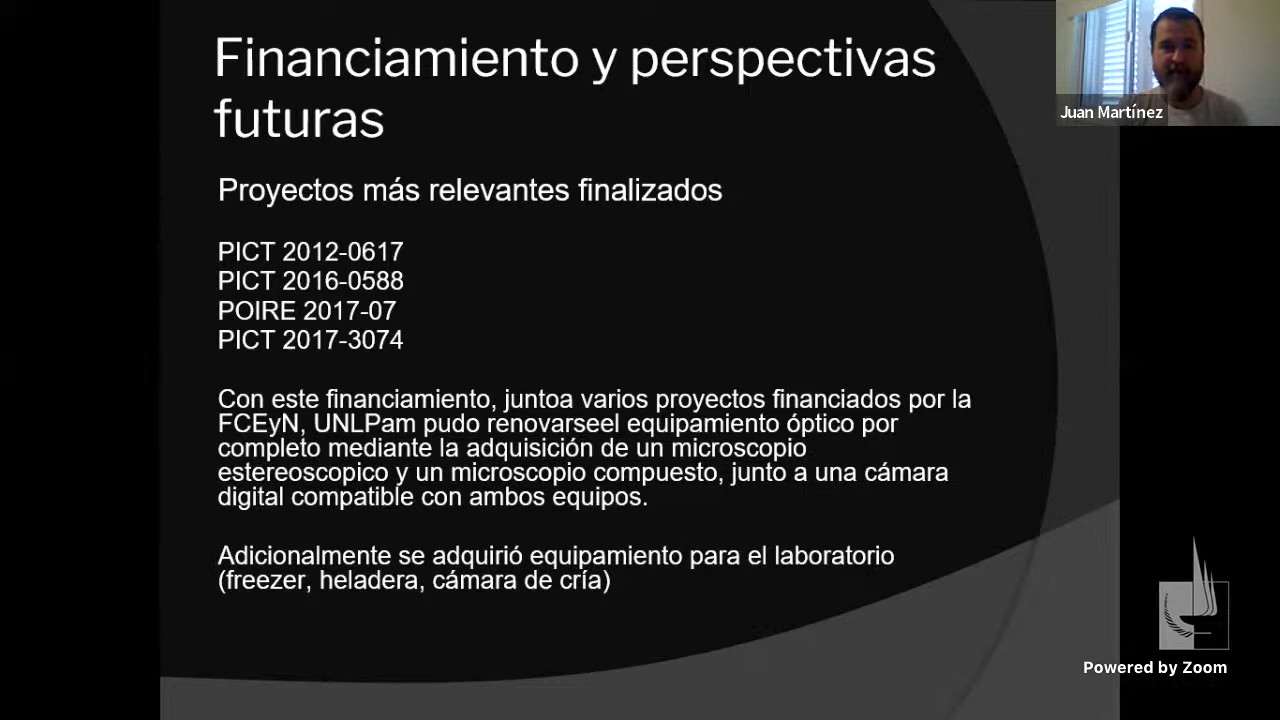 Financiamiento y perspectivas
futuras
Juan Martínez
Proyectos más relevantes finalizados
PICT 2012-0617
PICT 2016-0588
POIRE 2017-07
PICT 2017-3074
Con este financiamiento, juntoa varios proyectos financiados por la
FCEyN, UNLPam pudo renovarseel equipamiento óptico por
completo mediante la adquisición de un microscopio
estereoscopico y un microscopio compuesto, junto a una cámara
digital compatible con ambos equipos.
Adicionalmente se adquirió equipamiento para el laboratorio
(freezer, heladera, cámara de cría)
Powered by Zoom